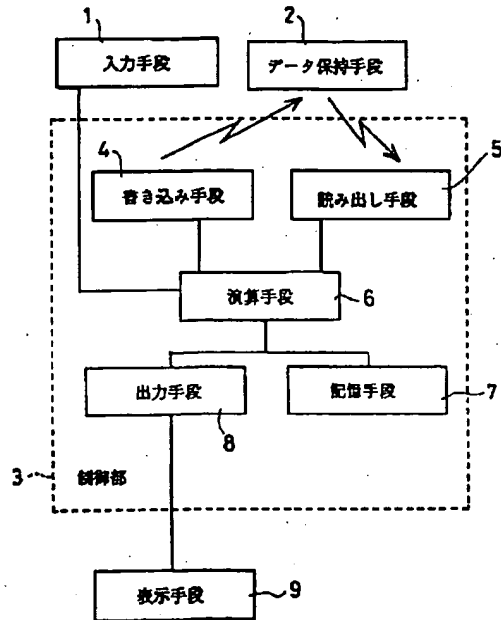 1
2
入力手段
データ保持手段
4
5
書き込み手段
読み出し手段
演算手段
6
出力手段
記憶手段
7
8
3
制御部
表示手段
9